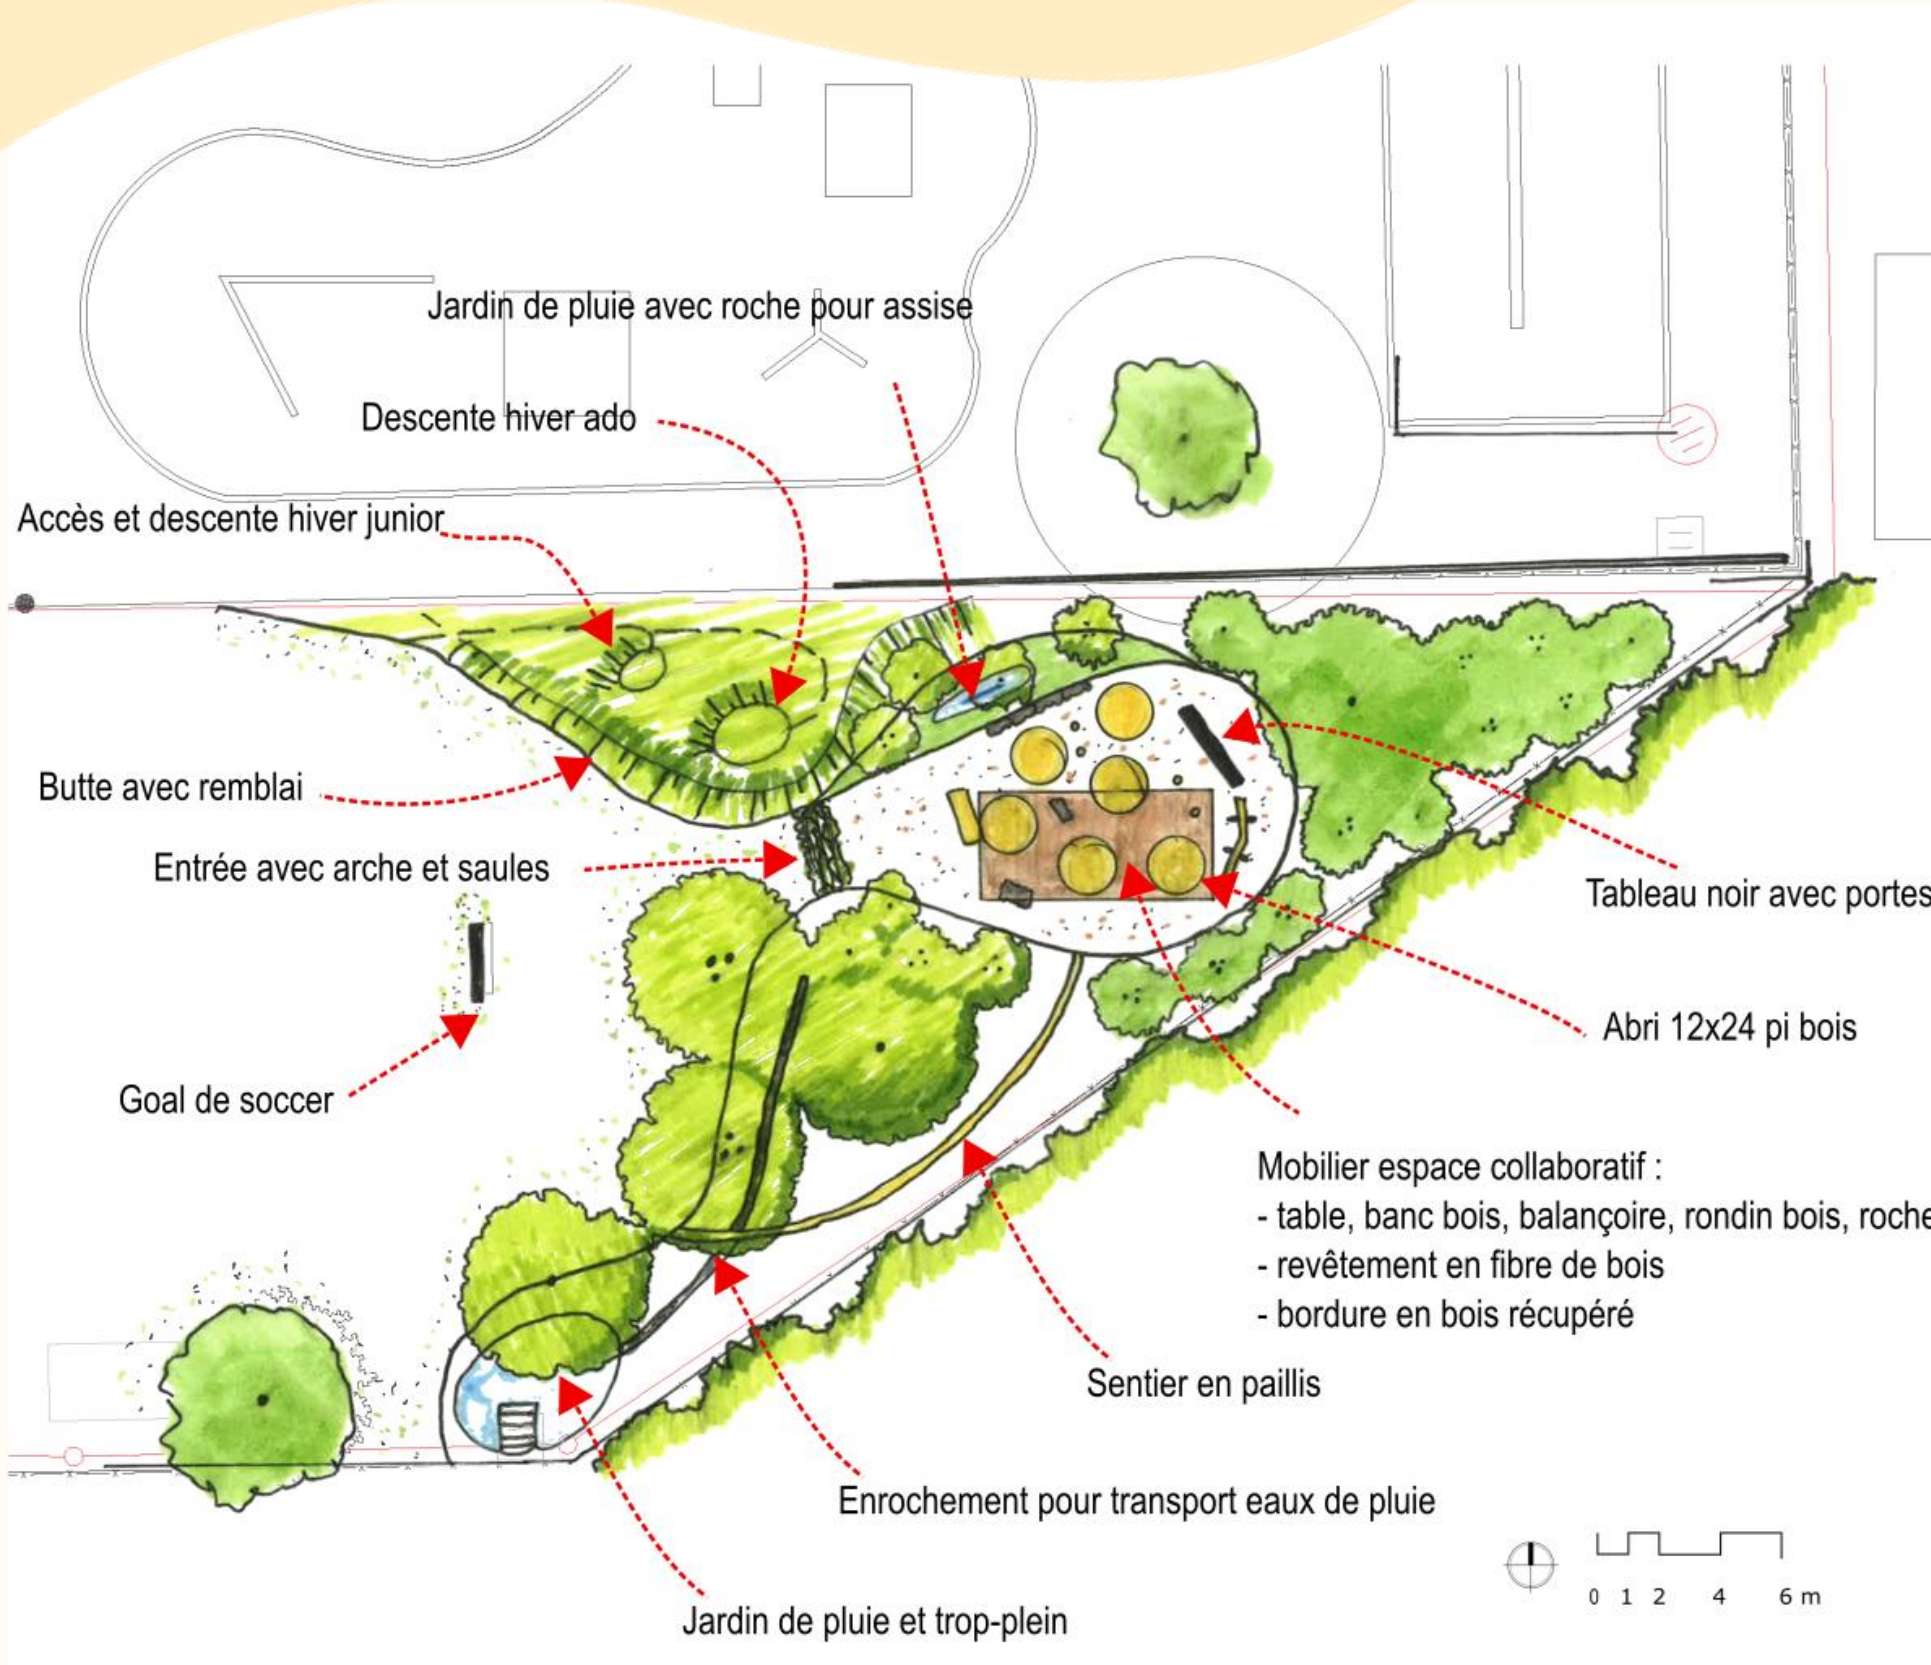 Jardin de pluie avec roche pour assise
Descente hiver ado
Accès et descente hiver junior
Butte avec remblai
Entrée avec arche et saules
Tableau noir avec portes
Goal de soccer
Abri 12x24 pi bois
Mobilier espace collaboratif :
- table, banc bois, balançoire, rondin bois, roche
- revêtement en fibre de bois
- bordure en bois récupéré
Sentier en paillis
Enrochement pour transport eaux de pluie
Jardin de pluie et trop-plein
0 1 2 4 6 m